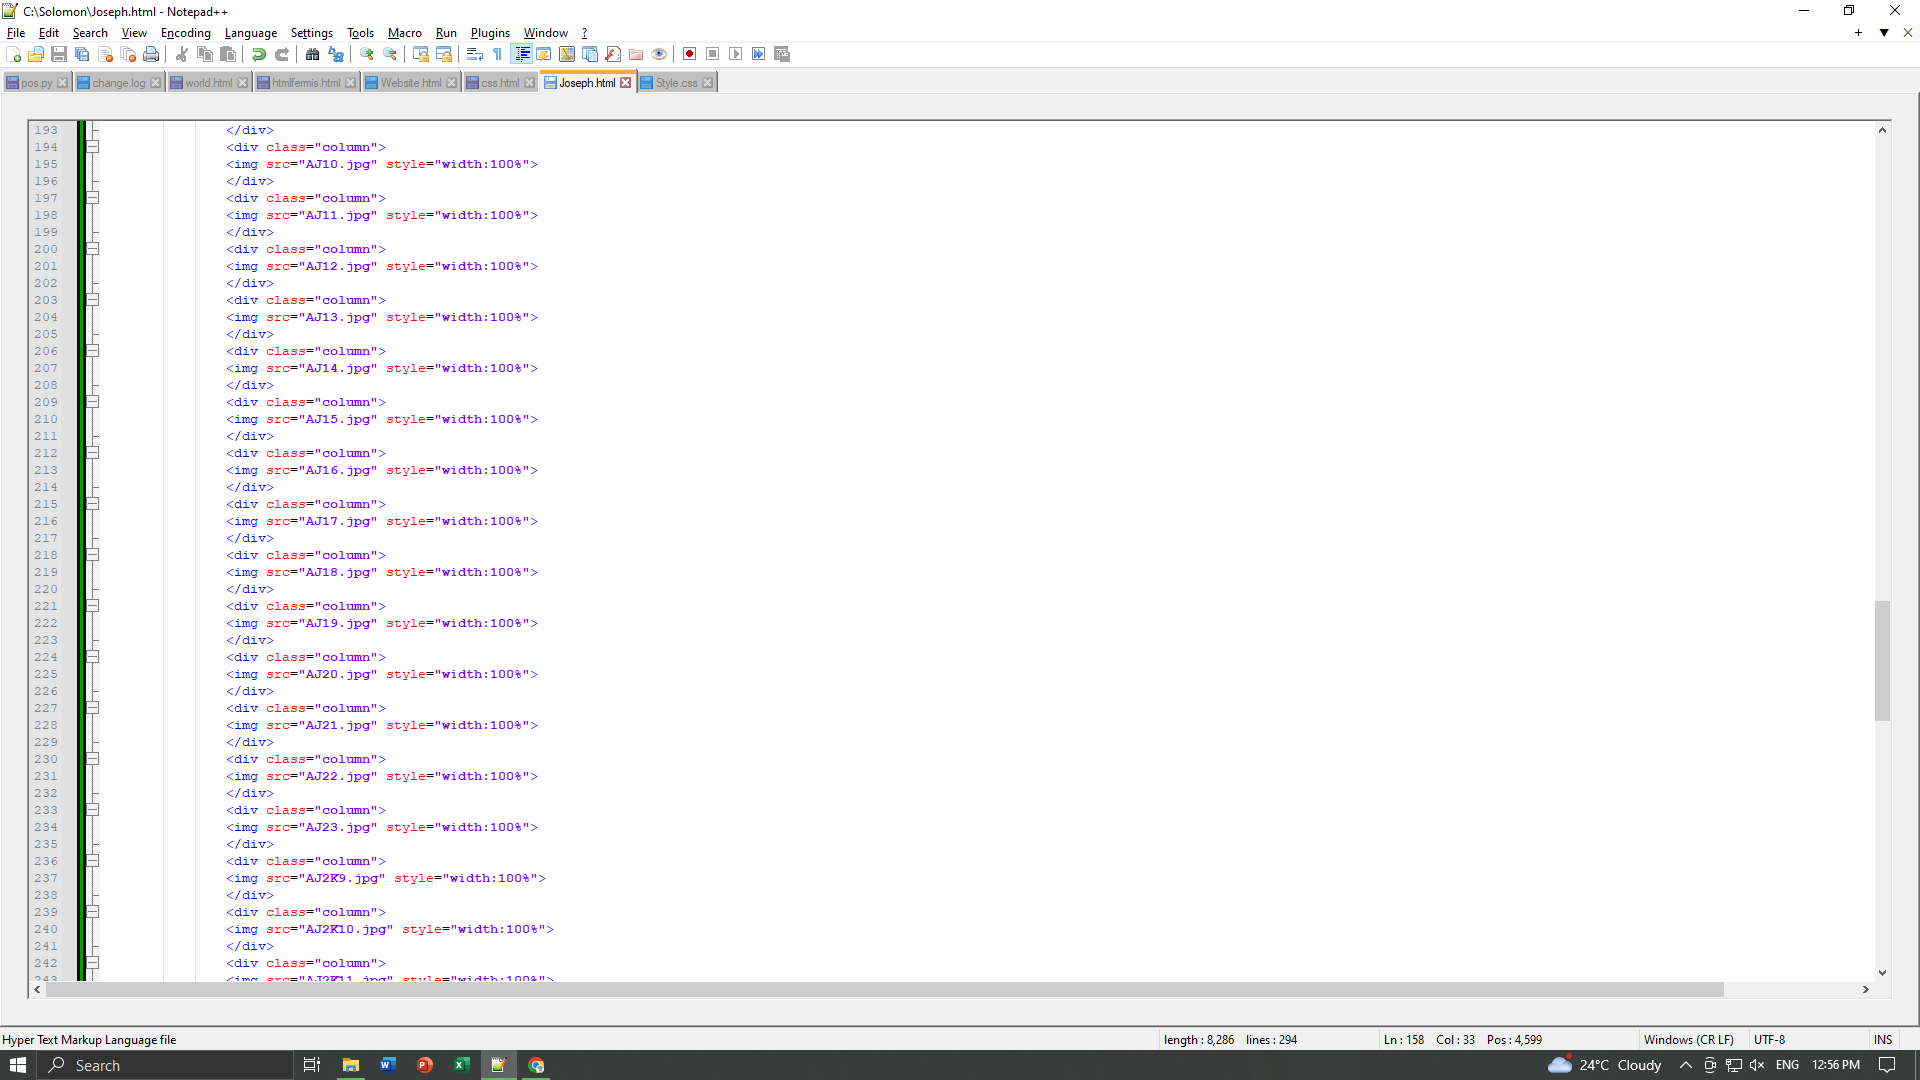 C:\Solomon\Joseph.html - Notepad++
File Edit Search View Encoding Language Settings Tools Macro Run Plugins Window ?
pos.py change.log world.html htmlfermis.html Website.html css.html Joseph.html Style.css
193 </div>
194 <div class="column">
195 <img src="AJ10.jpg" style="width:100%">
196 </div>
197 <div class="column">
198 <img src="AJ11.jpg" style="width:100%">
199 </div>
200 <div class="column">
201 <img src="AJ12.jpg" style="width:100%">
202 </div>
203 <div class="column">
204 <img src="AJ13.jpg" style="width:100%">
205 </div>
206 <div class="column">
207 <img src="AJ14.jpg" style="width:100%">
208 </div>
209 <div class="column">
210 <img src="AJ15.jpg" style="width:100%">
211 </div>
212 <div class="column">
213 <img src="AJ16.jpg" style="width:100%">
214 </div>
215 <div class="column">
216 <img src="AJ17.jpg" style="width:100%">
217 </div>
218 <div class="column">
219 <img src="AJ18.jpg" style="width:100%">
220 </div>
221 <div class="column">
222 <img src="AJ19.jpg" style="width:100%">
223 </div>
224 <div class="column">
225 <img src="AJ20.jpg" style="width:100%">
226 </div>
227 <div class="column">
228 <img src="AJ21.jpg" style="width:100%">
229 </div>
230 <div class="column">
231 <img src="AJ22.jpg" style="width:100%">
232 </div>
233 <div class="column">
234 <img src="AJ23.jpg" style="width:100%">
235 </div>
236 <div class="column">
237 <img src="AJ2K9.jpg" style="width:100%">
238 </div>
239 <div class="column">
240 <img src="AJ2K10.jpg" style="width:100%">
241 </div>
242 <div class="column">
243 <img src="AJ2K11.jpg" style="width:100%">
Hyper Text Markup Language file length : 8,286 lines : 294 Ln : 158 Col : 33 Pos : 4,599 Windows (CR LF) UTF-8 INS
Search 24°C Cloudy ENG 12:56 PM